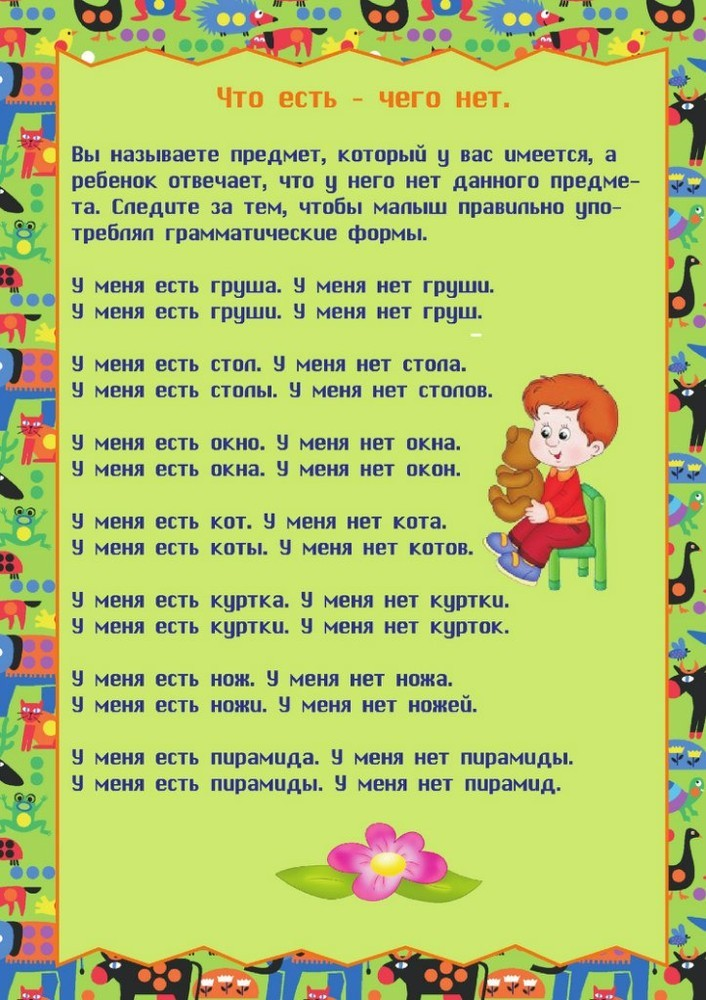 Что есть - чего нет.
Вы называете предмет, который у вас имеется, а
ребенок отвечает, что у него нет данного предме-
та. Следите за тем, чтобы малыш правильно упо-
треблял грамматические формы.
У меня есть груша. У меня нет груши.
У меня есть груши. У меня нет груш.
У меня есть стол. У меня нет стола.
У меня есть столы. У меня нет столов.
У меня есть окно. У меня нет окна.
У меня есть окна. У меня нет окон.
У меня есть кот. У меня нет кота.
У меня есть коты. У меня нет котов.
У меня есть куртка. У меня нет куртки.
У меня есть куртки. У меня нет курток.
У меня есть нож. У меня нет ножа.
У меня есть ножи. У меня нет ножей.
У меня есть пирамида. У меня нет пирамиды.
У меня есть пирамиды. У меня нет пирамид.